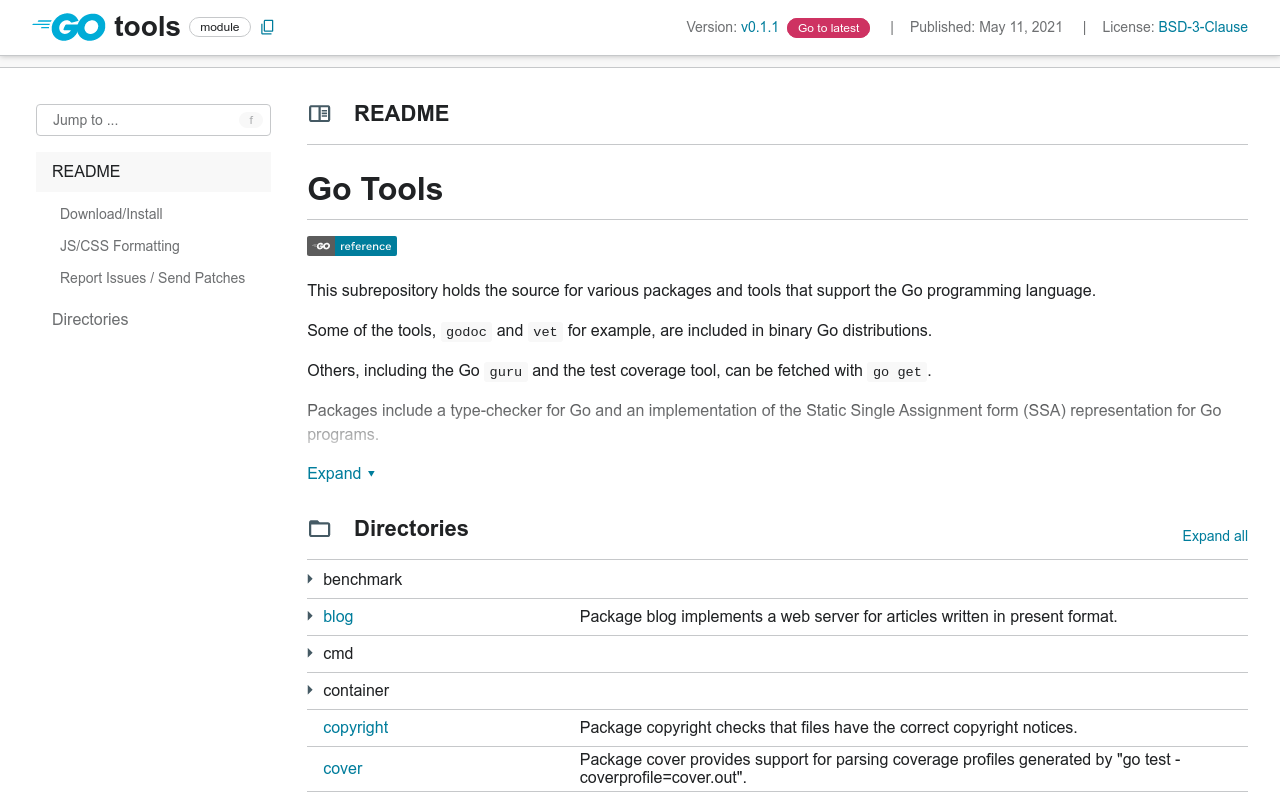 GO tools module
Version: v0.1.1 Go to latest | Published: May 11, 2021 | License: BSD-3-Clause
Jump to ... f
README
Download/Install
JS/CSS Formatting
Report Issues / Send Patches
Directories
README
Go Tools
GO reference
This subrepository holds the source for various packages and tools that support the Go programming language.
Some of the tools, godoc and vet for example, are included in binary Go distributions.
Others, including the Go guru and the test coverage tool, can be fetched with go get.
Packages include a type-checker for Go and an implementation of the Static Single Assignment form (SSA) representation for Go
programs.
Expand ▾
Directories
Expand all
benchmark
blog Package blog implements a web server for articles written in present format.
cmd
container
copyright Package copyright checks that files have the correct copyright notices.
cover Package cover provides support for parsing coverage profiles generated by "go test -
coverprofile=cover.out".